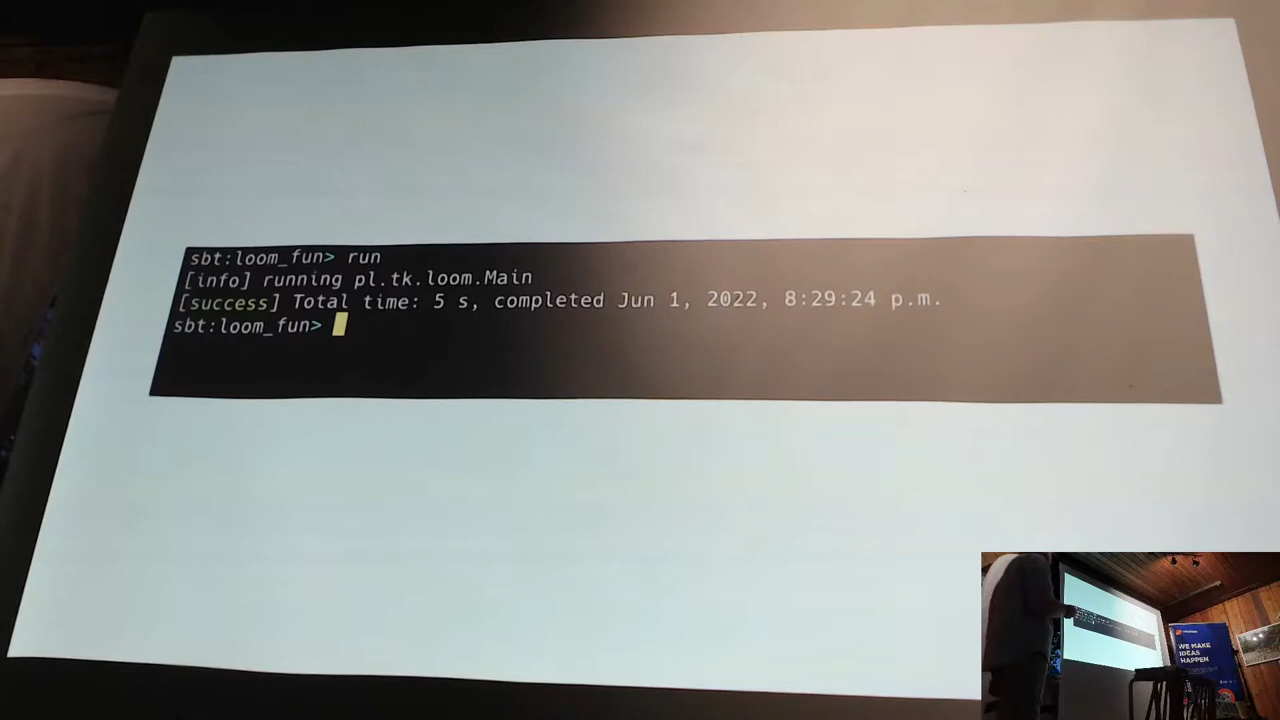 sbt:loom_fun> run
[info] running pl.tk.loom.Main
[success] Total time: 5 s, completed Jun 1, 2022, 8:29:24 p.m.
sbt:loom_fun>
WE MAKE
IDEAS
HAPPEN